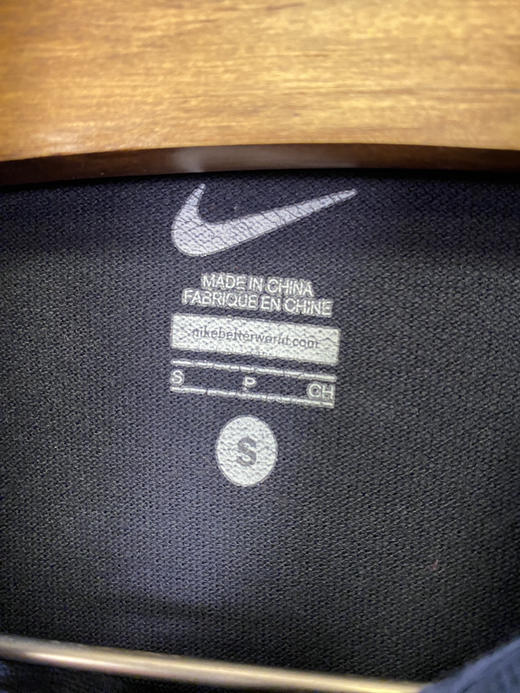 MADE IN CHINA
FABRIQUE EN CHINE
nikebetterworld.com
S P CH
S